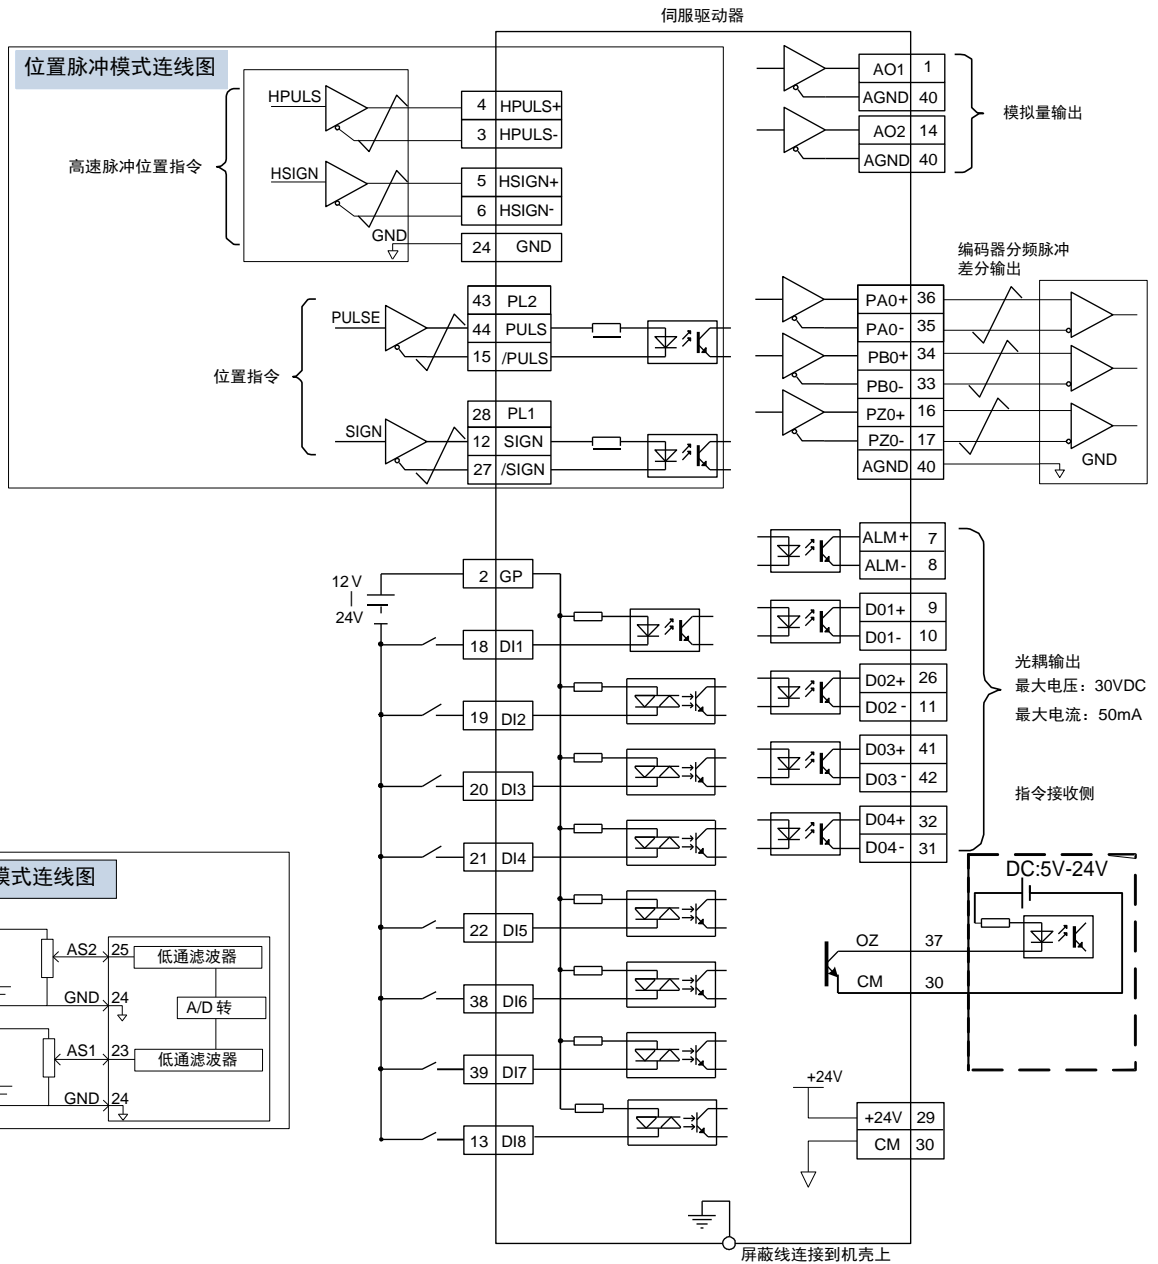 伺服驱动器
位置脉冲模式连线图
HPULS
4 HPULS+
3 HPULS-
高速脉冲位置指令
HSIGN
5 HSIGN+
6 HSIGN-
GND
24 GND
43 PL2
PULSE
44 PULS
15 /PULS
位置指令
28 PL1
SIGN
12 SIGN
27 /SIGN
AO1 1
AGND 40
AO2 14
AGND 40
模拟量输出
编码器分频脉冲
差分输出
PA0+ 36
PA0- 35
PB0+ 34
PB0- 33
PZ0+ 16
PZ0- 17
AGND 40
GND
12V
|
24V
2 GP
18 DI1
19 DI2
20 DI3
21 DI4
22 DI5
38 DI6
39 DI7
13 DI8
ALM+ 7
ALM- 8
D01+ 9
D01- 10
D02+ 26
D02- 11
D03+ 41
D03- 42
D04+ 32
D04- 31
光耦输出
最大电压：30VDC
最大电流：50mA
指令接收侧
DC:5V-24V
OZ 37
CM 30
+24V
+24V 29
CM 30
模式连线图
AS2 25 低通滤波器
GND 24
A/D 转
AS1 23 低通滤波器
GND 24
屏蔽线连接到机壳上